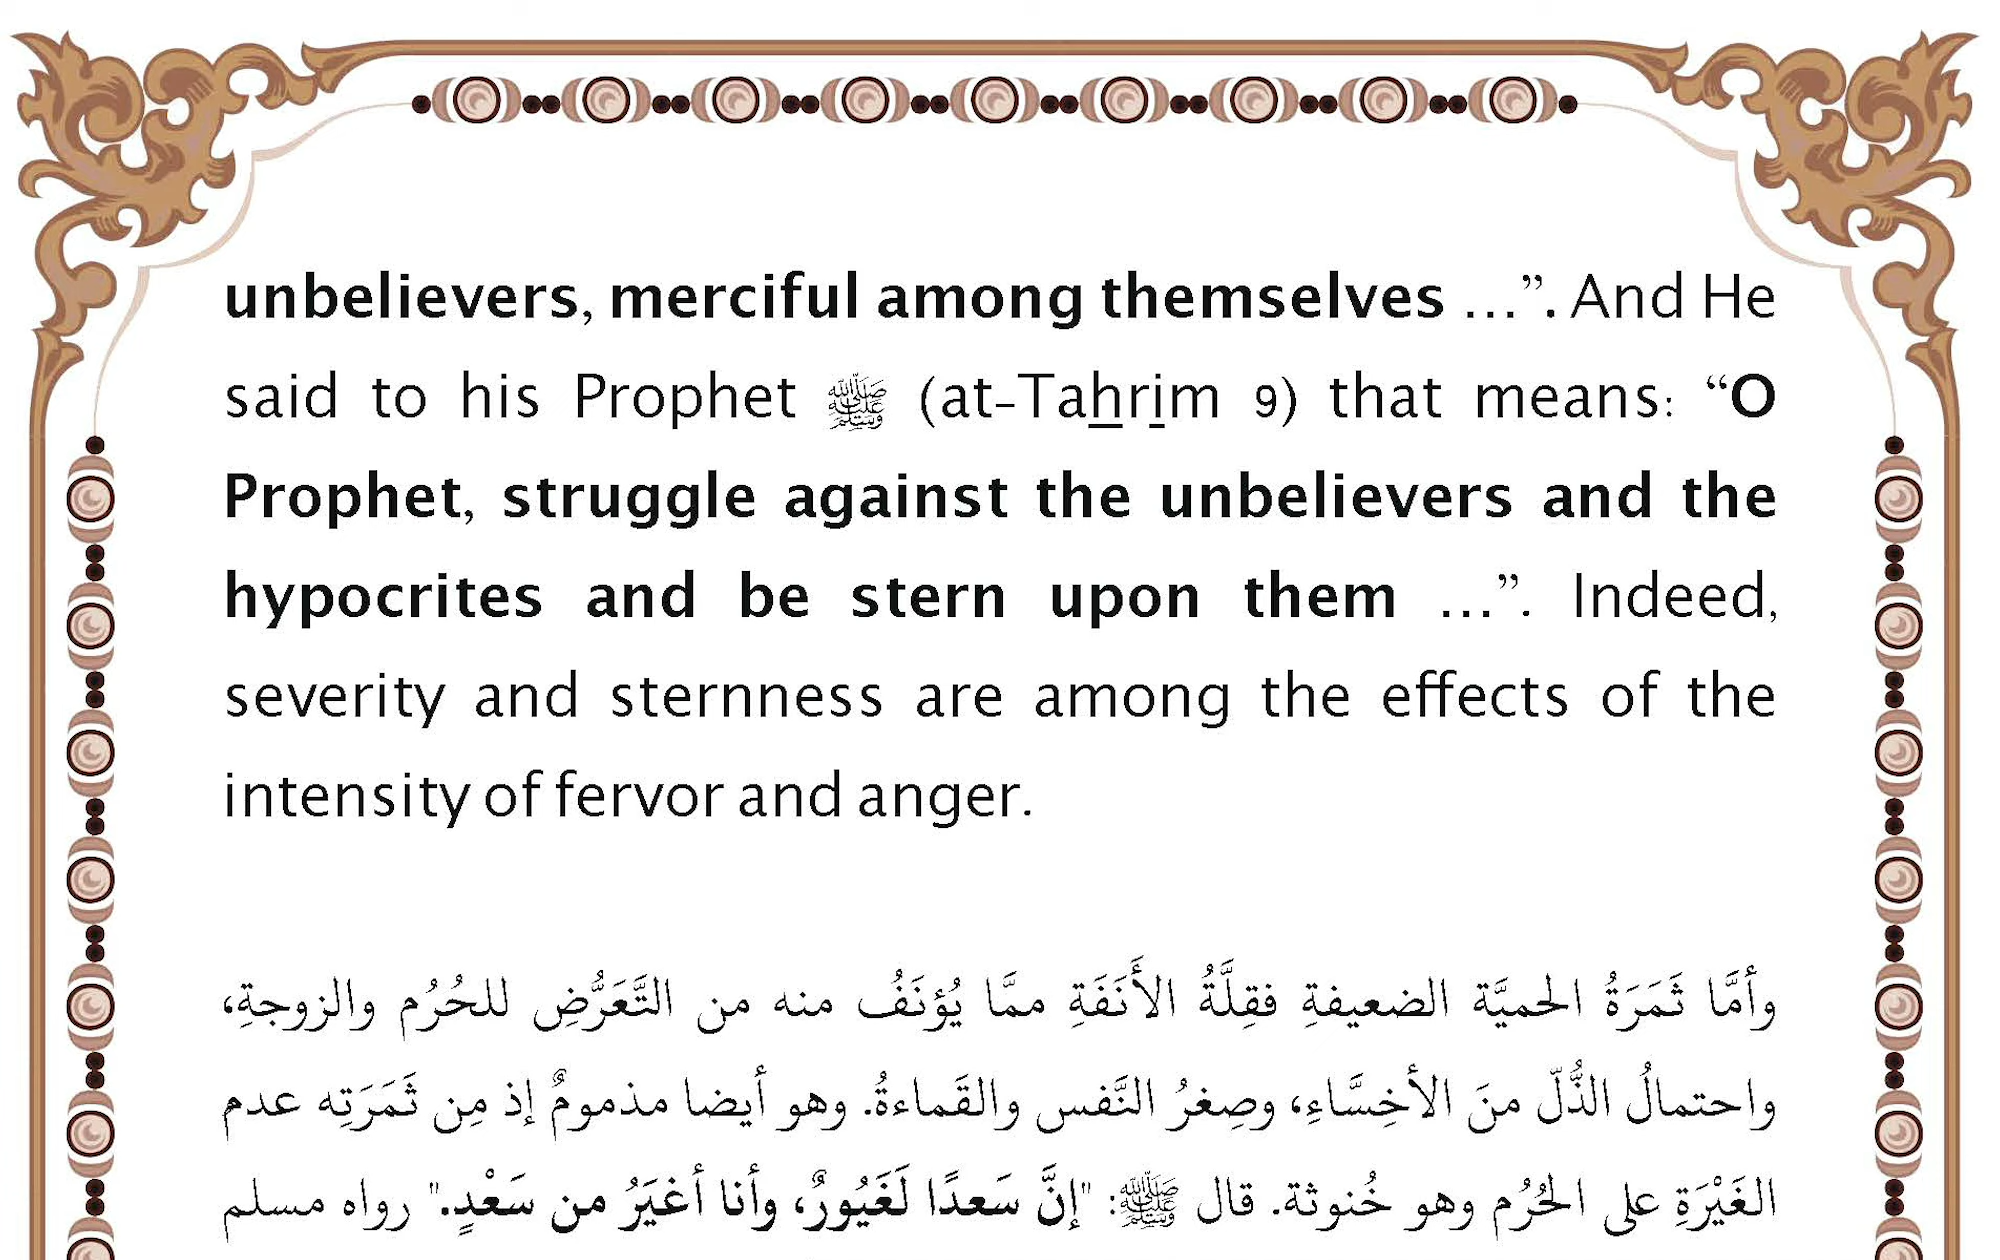 unbelievers, merciful among themselves …”. And He
said to his Prophet ﷺ (at-Tahrim 9) that means: “O
Prophet, struggle against the unbelievers and the
hypocrites and be stern upon them …”. Indeed,
severity and sternness are among the effects of the
intensity of fervor and anger.
وأمَّا ثَمَرَةُ الحميَّة الضعيفةِ فقِلَّةُ الأَنَفَةِ ممَّا يُؤنَفُ منه من التَّعَرُّضِ للحُرُم والزوجةِ،
واحتمالُ الذُّلّ منَ الأخِسَّاءِ، وصِغرُ النَّفس والقَماءةُ. وهو أيضا مذمومٌ إذ مِن ثَمَرَتِه عدم
الغَيْرَةِ على الحُرُم وهو خُنوثة. قال ﷺ: "إنَّ سَعدًا لَغَيُورٌ، وأنا أغيَرُ من سَعْدٍ." رواه مسلم